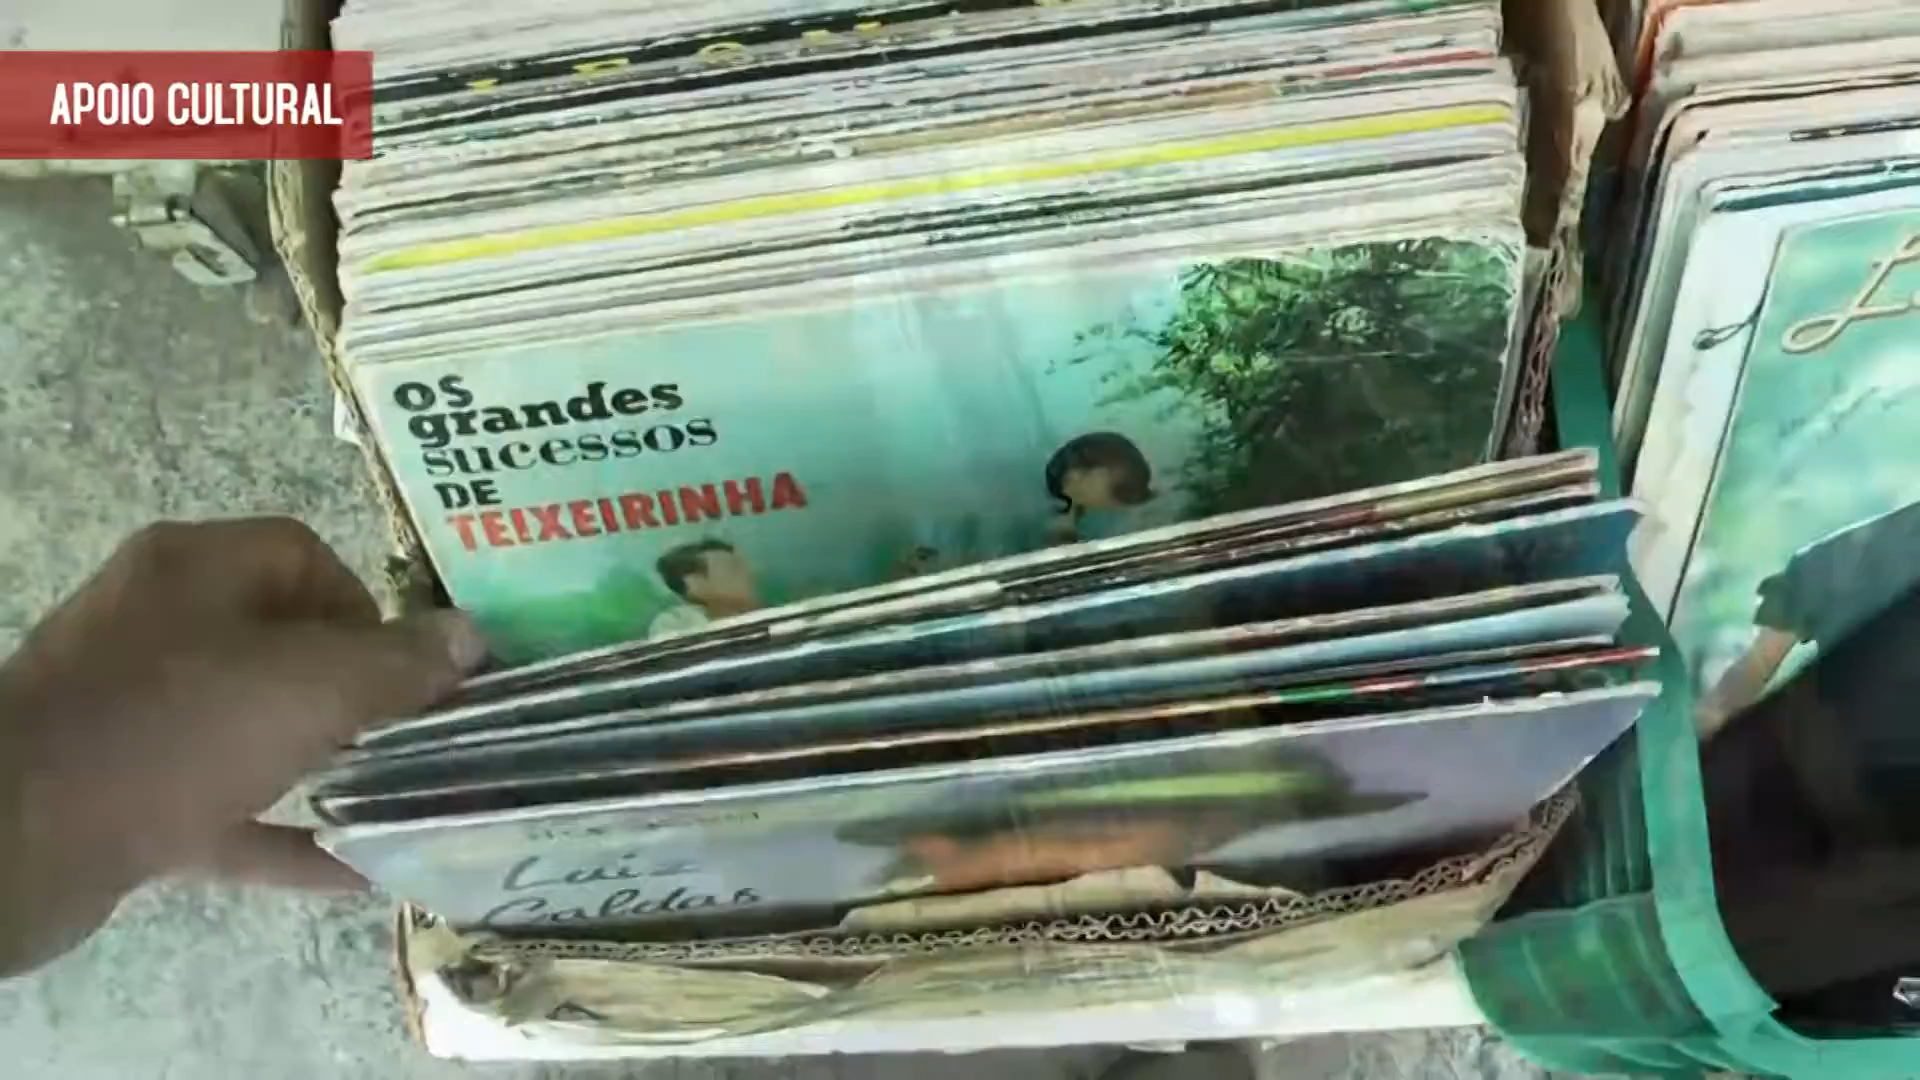 APOIO CULTURAL
OS
grandes
sucessos
DE
TEIXEIRINHA
Luiz
Caldas